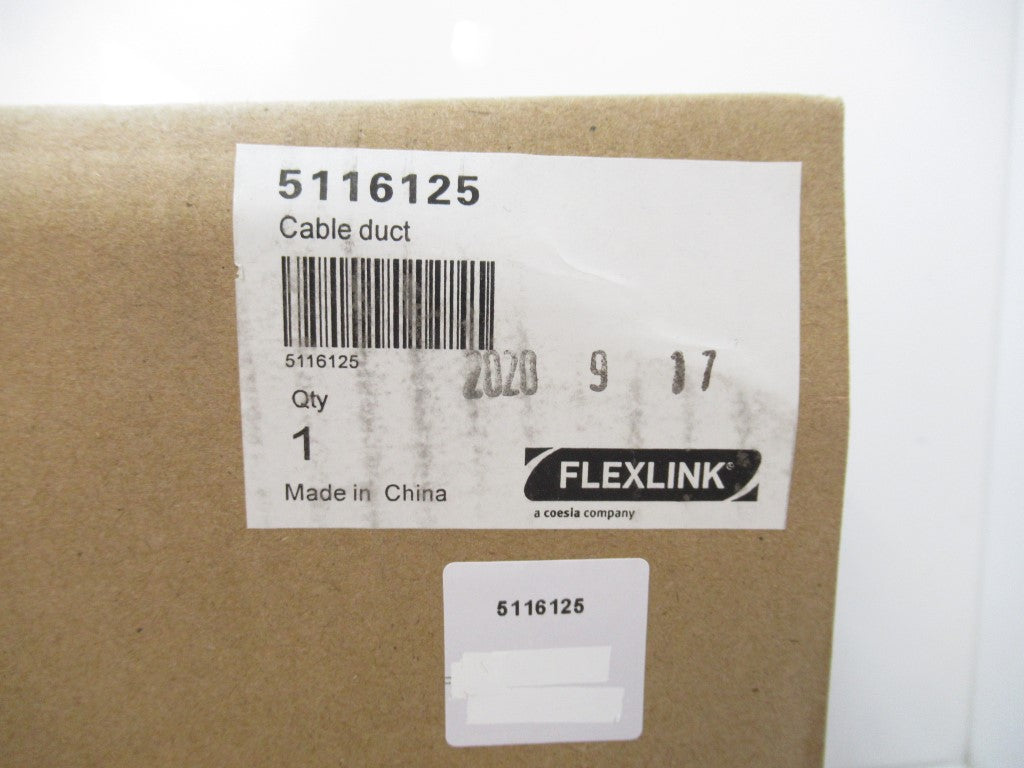 5116125
Cable duct
5116125
2020 9 17
Qty
1
Made in China
FLEXLINK®
a coesia company
5116125